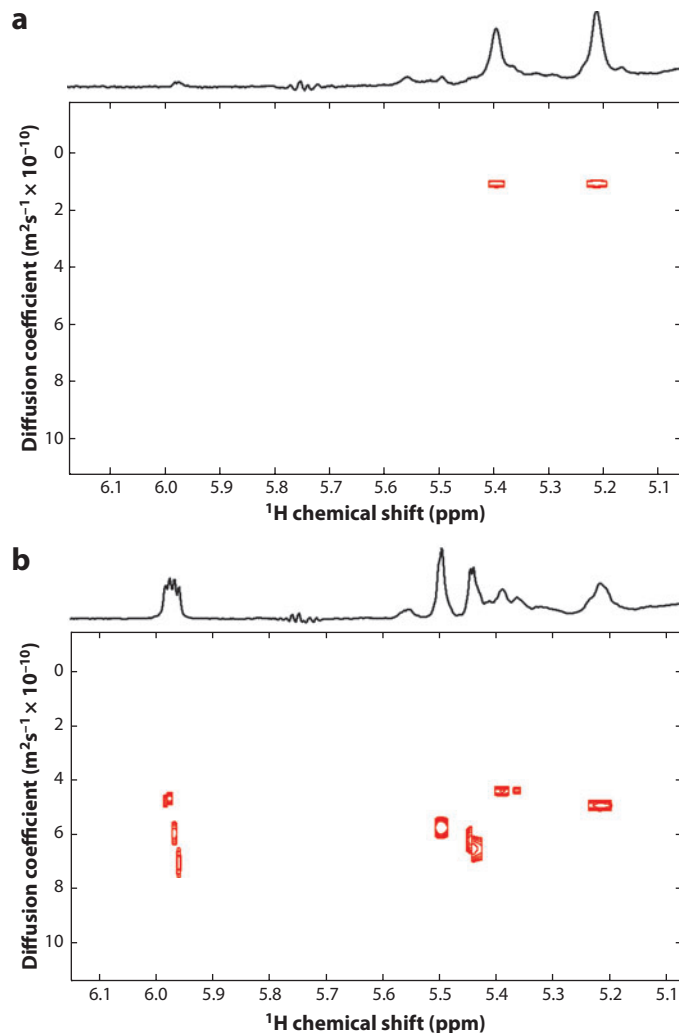 a
Diffusion coefficient (m²s⁻¹ × 10⁻¹⁰)
0
2
4
6
8
10
6.1 6.0 5.9 5.8 5.7 5.6 5.5 5.4 5.3 5.2 5.1
¹H chemical shift (ppm)
b
Diffusion coefficient (m²s⁻¹ × 10⁻¹⁰)
0
2
4
6
8
10
6.1 6.0 5.9 5.8 5.7 5.6 5.5 5.4 5.3 5.2 5.1
¹H chemical shift (ppm)